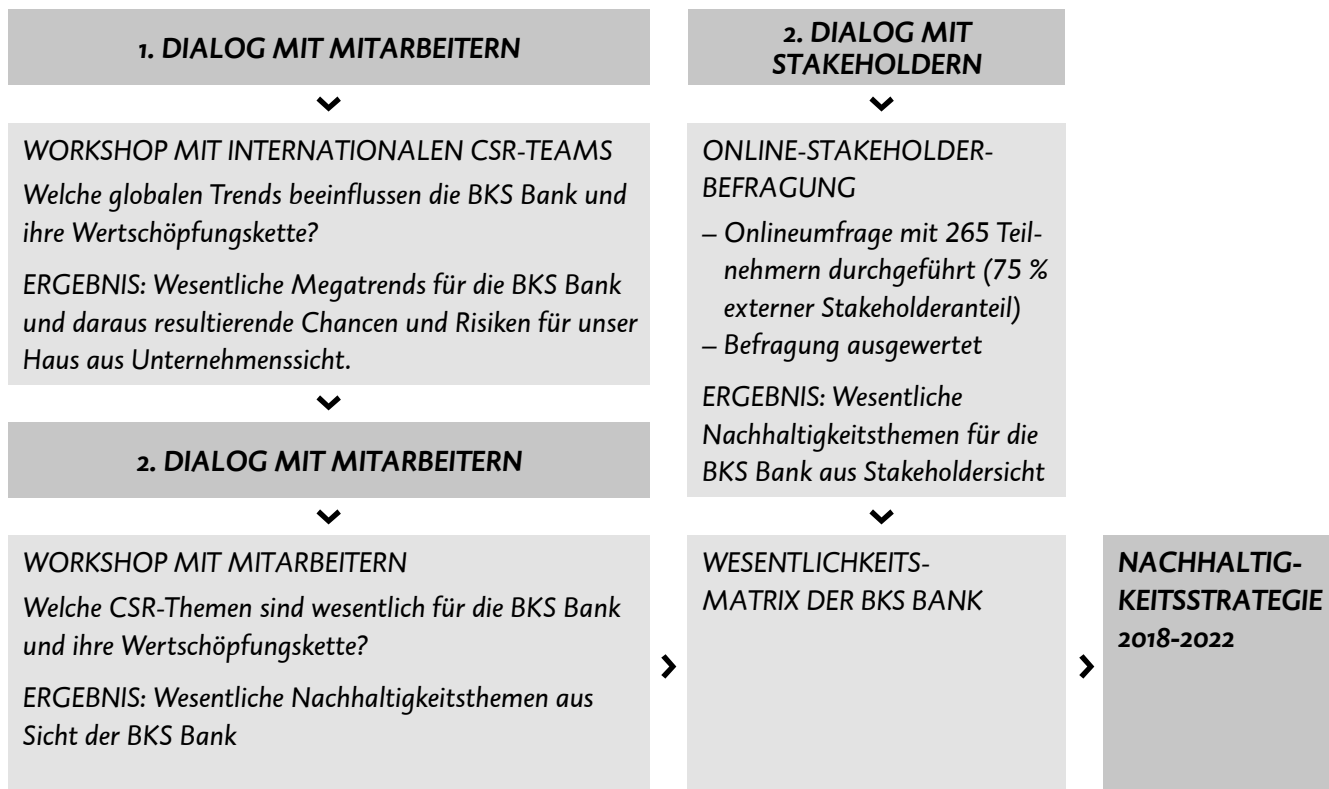 1. DIALOG MIT MITARBEITERN
WORKSHOP MIT INTERNATIONALEN CSR-TEAMS
Welche globalen Trends beeinflussen die BKS Bank und
ihre Wertschöpfungskette?
ERGEBNIS: Wesentliche Megatrends für die BKS Bank
und daraus resultierende Chancen und Risiken für unser
Haus aus Unternehmenssicht.
2. DIALOG MIT MITARBEITERN
WORKSHOP MIT MITARBEITERN
Welche CSR-Themen sind wesentlich für die BKS Bank
und ihre Wertschöpfungskette?
ERGEBNIS: Wesentliche Nachhaltigkeitsthemen aus
Sicht der BKS Bank
2. DIALOG MIT
STAKEHOLDERN
ONLINE-STAKEHOLDER-
BEFRAGUNG
– Onlineumfrage mit 265 Teil-
nehmern durchgeführt (75 %
externer Stakeholderanteil)
– Befragung ausgewertet
ERGEBNIS: Wesentliche
Nachhaltigkeitsthemen für die
BKS Bank aus Stakeholdersicht
WESENTLICHKEITS-
MATRIX DER BKS BANK
NACHHALTIG-
KEITSSTRATEGIE
2018-2022